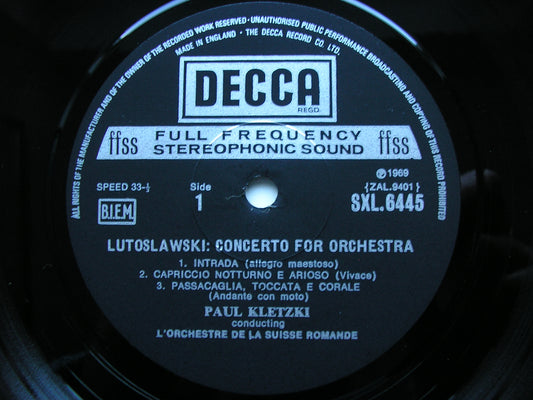 ALL RIGHTS OF THE MANUFACTURER AND OF THE OWNER OF THE RECORDED WORK RESERVED · UNAUTHORISED PUBLIC PERFORMANCE BROADCASTING AND COPYING OF THIS RECORD PROHIBITED
MADE IN ENGLAND · THE DECCA RECORD CO. LTD.
DECCA
REGD.
ffss FULL FREQUENCY STEREOPHONIC SOUND ffss
℗1969
SPEED 33-⅓ Side {ZAL.9401}
B.I.E.M. 1 SXL.6445
LUTOSLAWSKI: CONCERTO FOR ORCHESTRA
1. INTRADA (allegro maestoso)
2. CAPRICCIO NOTTURNO E ARIOSO (Vivace)
3. PASSACAGLIA, TOCCATA E CORALE
(Andante con moto)
PAUL KLETZKI
conducting
L'ORCHESTRE DE LA SUISSE ROMANDE